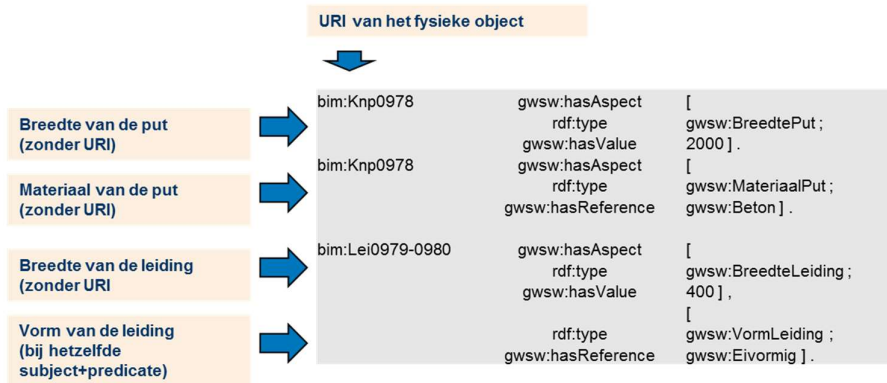 URI van het fysieke object
Breedte van de put
(zonder URI)
Materiaal van de put
(zonder URI)
Breedte van de leiding
(zonder URI
Vorm van de leiding
(bij hetzelfde
subject+predicate)
bim:Knp0978 gwsw:hasAspect [
rdf:type gwsw:BreedtePut ;
gwsw:hasValue 2000 ] .
bim:Knp0978 gwsw:hasAspect [
rdf:type gwsw:MateriaalPut ;
gwsw:hasReference gwsw:Beton ] .
bim:Lei0979-0980 gwsw:hasAspect [
rdf:type gwsw:BreedteLeiding ;
gwsw:hasValue 400 ] ,
[
rdf:type gwsw:VormLeiding ;
gwsw:hasReference gwsw:Eivormig ] .